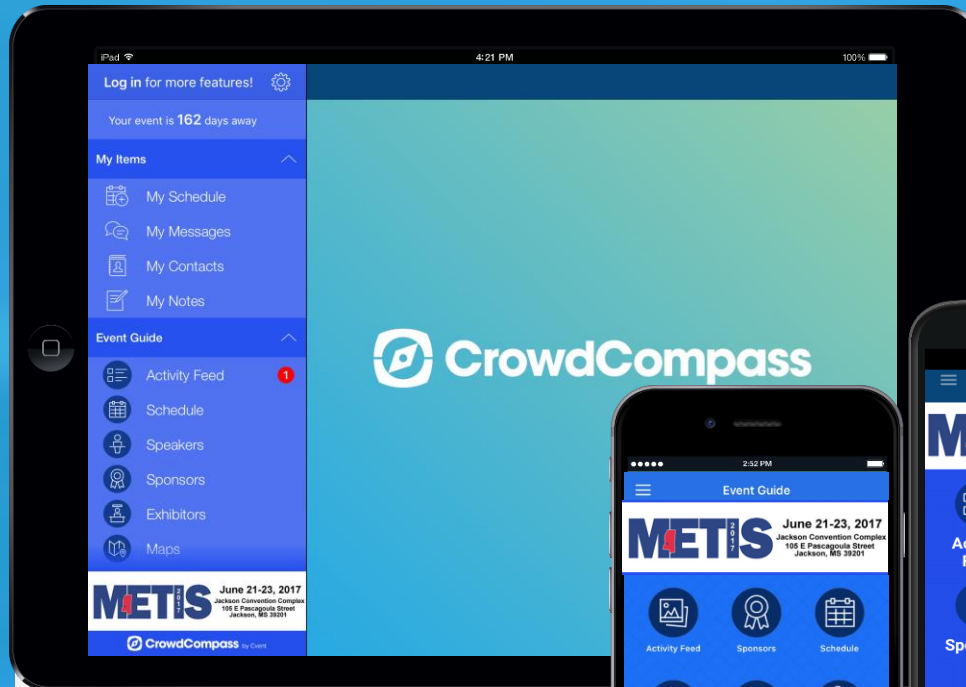 iPad
4:21 PM
100%
Log in for more features!
Your event is 162 days away
My Items
My Schedule
My Messages
My Contacts
My Notes
Event Guide
Activity Feed 1
Schedule
Speakers
Sponsors
Exhibitors
Maps
METIS 2017
June 21-23, 2017
Jackson Convention Complex
105 E Pascagoula Street
Jackson, MS 39201
CrowdCompass by Cvent
CrowdCompass
2:52 PM
Event Guide
METIS 2017
June 21-23, 2017
Jackson Convention Complex
105 E Pascagoula Street
Jackson, MS 39201
Activity Feed
Sponsors
Schedule